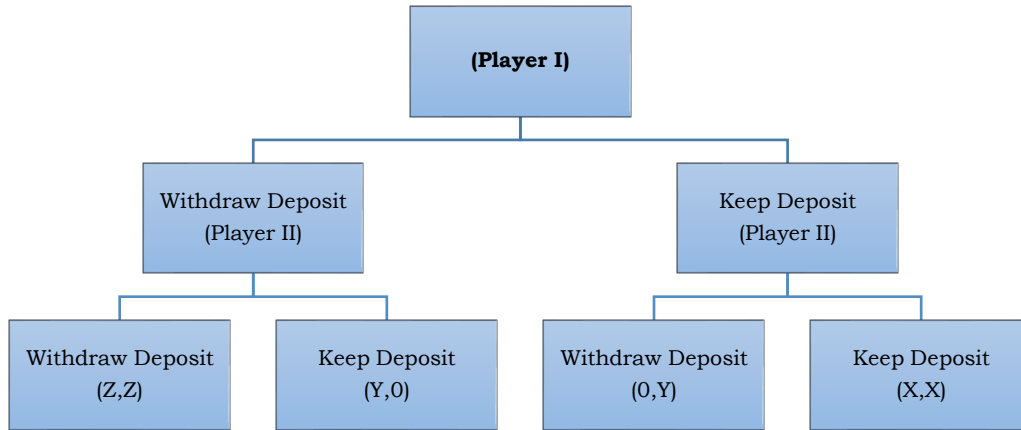 (Player I)
Withdraw Deposit
(Player II)
Keep Deposit
(Player II)
Withdraw Deposit
(Z,Z)
Keep Deposit
(Y,0)
Withdraw Deposit
(0,Y)
Keep Deposit
(X,X)